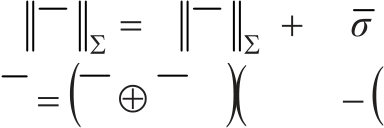 ‖‾‖_Σ = ‖‾‖_Σ + σ̅
‾ = (‾ ⊕ ‾ )( − (